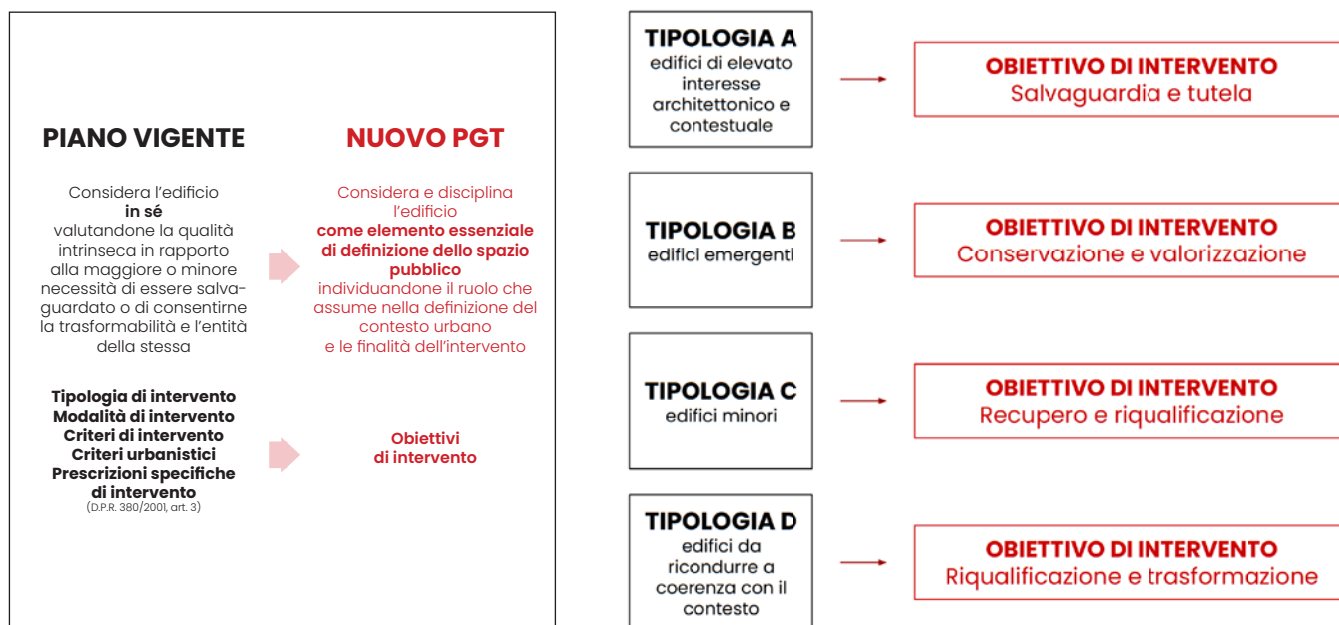 PIANO VIGENTE
Considera l'edificio
in sé
valutandone la qualità
intrinseca in rapporto
alla maggiore o minore
necessità di essere salva-
guardato o di consentirne
la trasformabilità e l'entità
della stessa
Tipologia di intervento
Modalità di intervento
Criteri di intervento
Criteri urbanistici
Prescrizioni specifiche
di intervento
(D.P.R. 380/2001, art. 3)
NUOVO PGT
Considera e disciplina
l'edificio
come elemento essenziale
di definizione dello spazio
pubblico
individuandone il ruolo che
assume nella definizione del
contesto urbano
e le finalità dell'intervento
Obiettivi
di intervento
TIPOLOGIA A
edifici di elevato
interesse
architettonico e
contestuale
OBIETTIVO DI INTERVENTO
Salvaguardia e tutela
TIPOLOGIA B
edifici emergenti
OBIETTIVO DI INTERVENTO
Conservazione e valorizzazione
TIPOLOGIA C
edifici minori
OBIETTIVO DI INTERVENTO
Recupero e riqualificazione
TIPOLOGIA D
edifici da
ricondurre a
coerenza con il
contesto
OBIETTIVO DI INTERVENTO
Riqualificazione e trasformazione